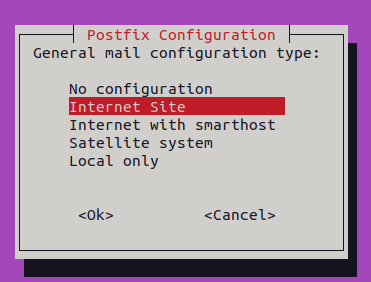 Postfix Configuration
General mail configuration type:
No configuration
Internet Site
Internet with smarthost
Satellite system
Local only
<Ok> <Cancel>